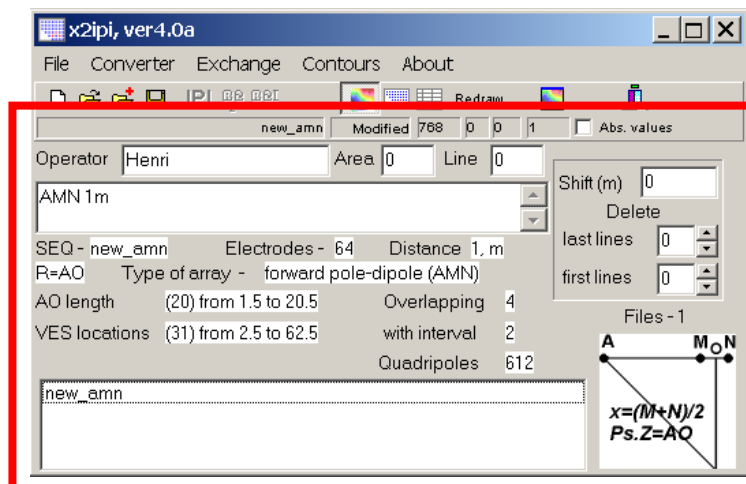 x2ipi, ver4.0a
File Converter Exchange Contours About
Redraw
new_amn Modified 768 0 0 1 Abs. values
Operator Henri Area 0 Line 0
AMN 1m
Shift (m) 0
Delete
last lines 0
first lines 0
SEQ - new_amn Electrodes - 64 Distance 1, m
R=AO Type of array - forward pole-dipole (AMN)
AO length (20) from 1.5 to 20.5 Overlapping 4
VES locations (31) from 2.5 to 62.5 with interval 2
Quadripoles 612
Files - 1
new_amn
A M O N
x=(M+N)/2
Ps.Z=AO